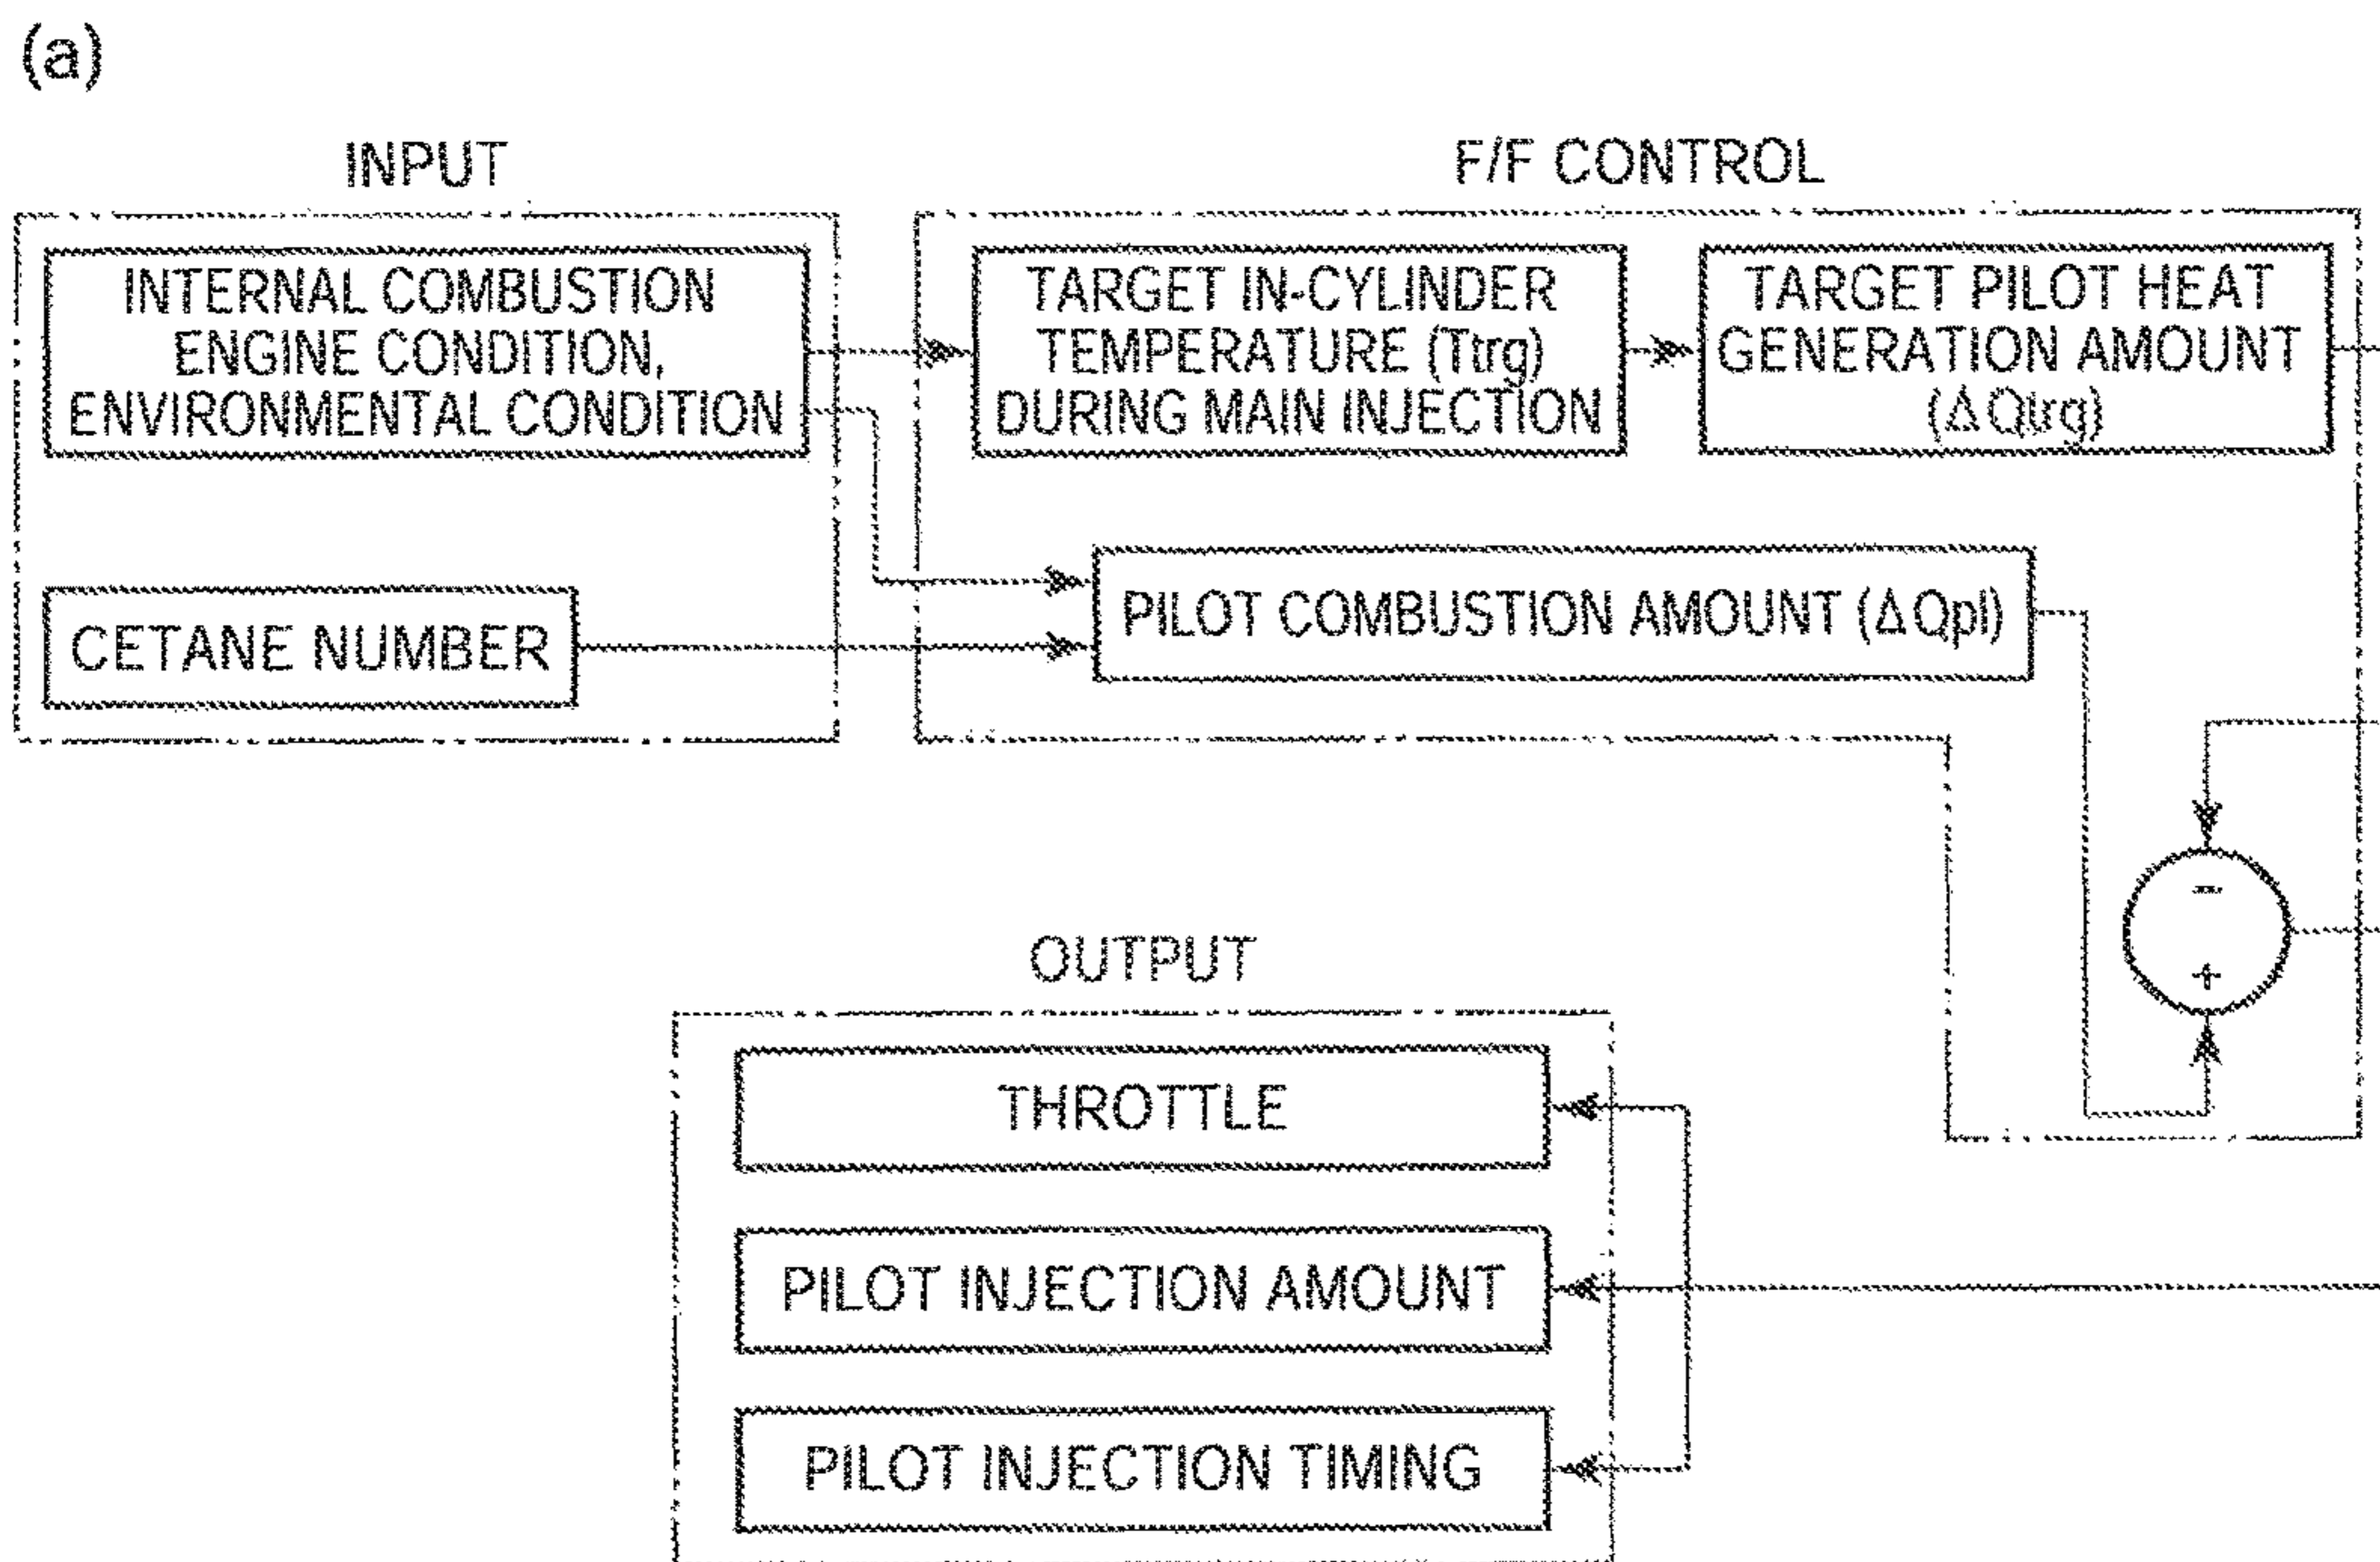 (a)
INPUT
F/F CONTROL
INTERNAL COMBUSTION
ENGINE CONDITION,
ENVIRONMENTAL CONDITION
TARGET IN-CYLINDER
TEMPERATURE (Ttrg)
DURING MAIN INJECTION
TARGET PILOT HEAT
GENERATION AMOUNT
(ΔQtrg)
CETANE NUMBER
PILOT COMBUSTION AMOUNT (ΔQpl)
−
+
OUTPUT
THROTTLE
PILOT INJECTION AMOUNT
PILOT INJECTION TIMING